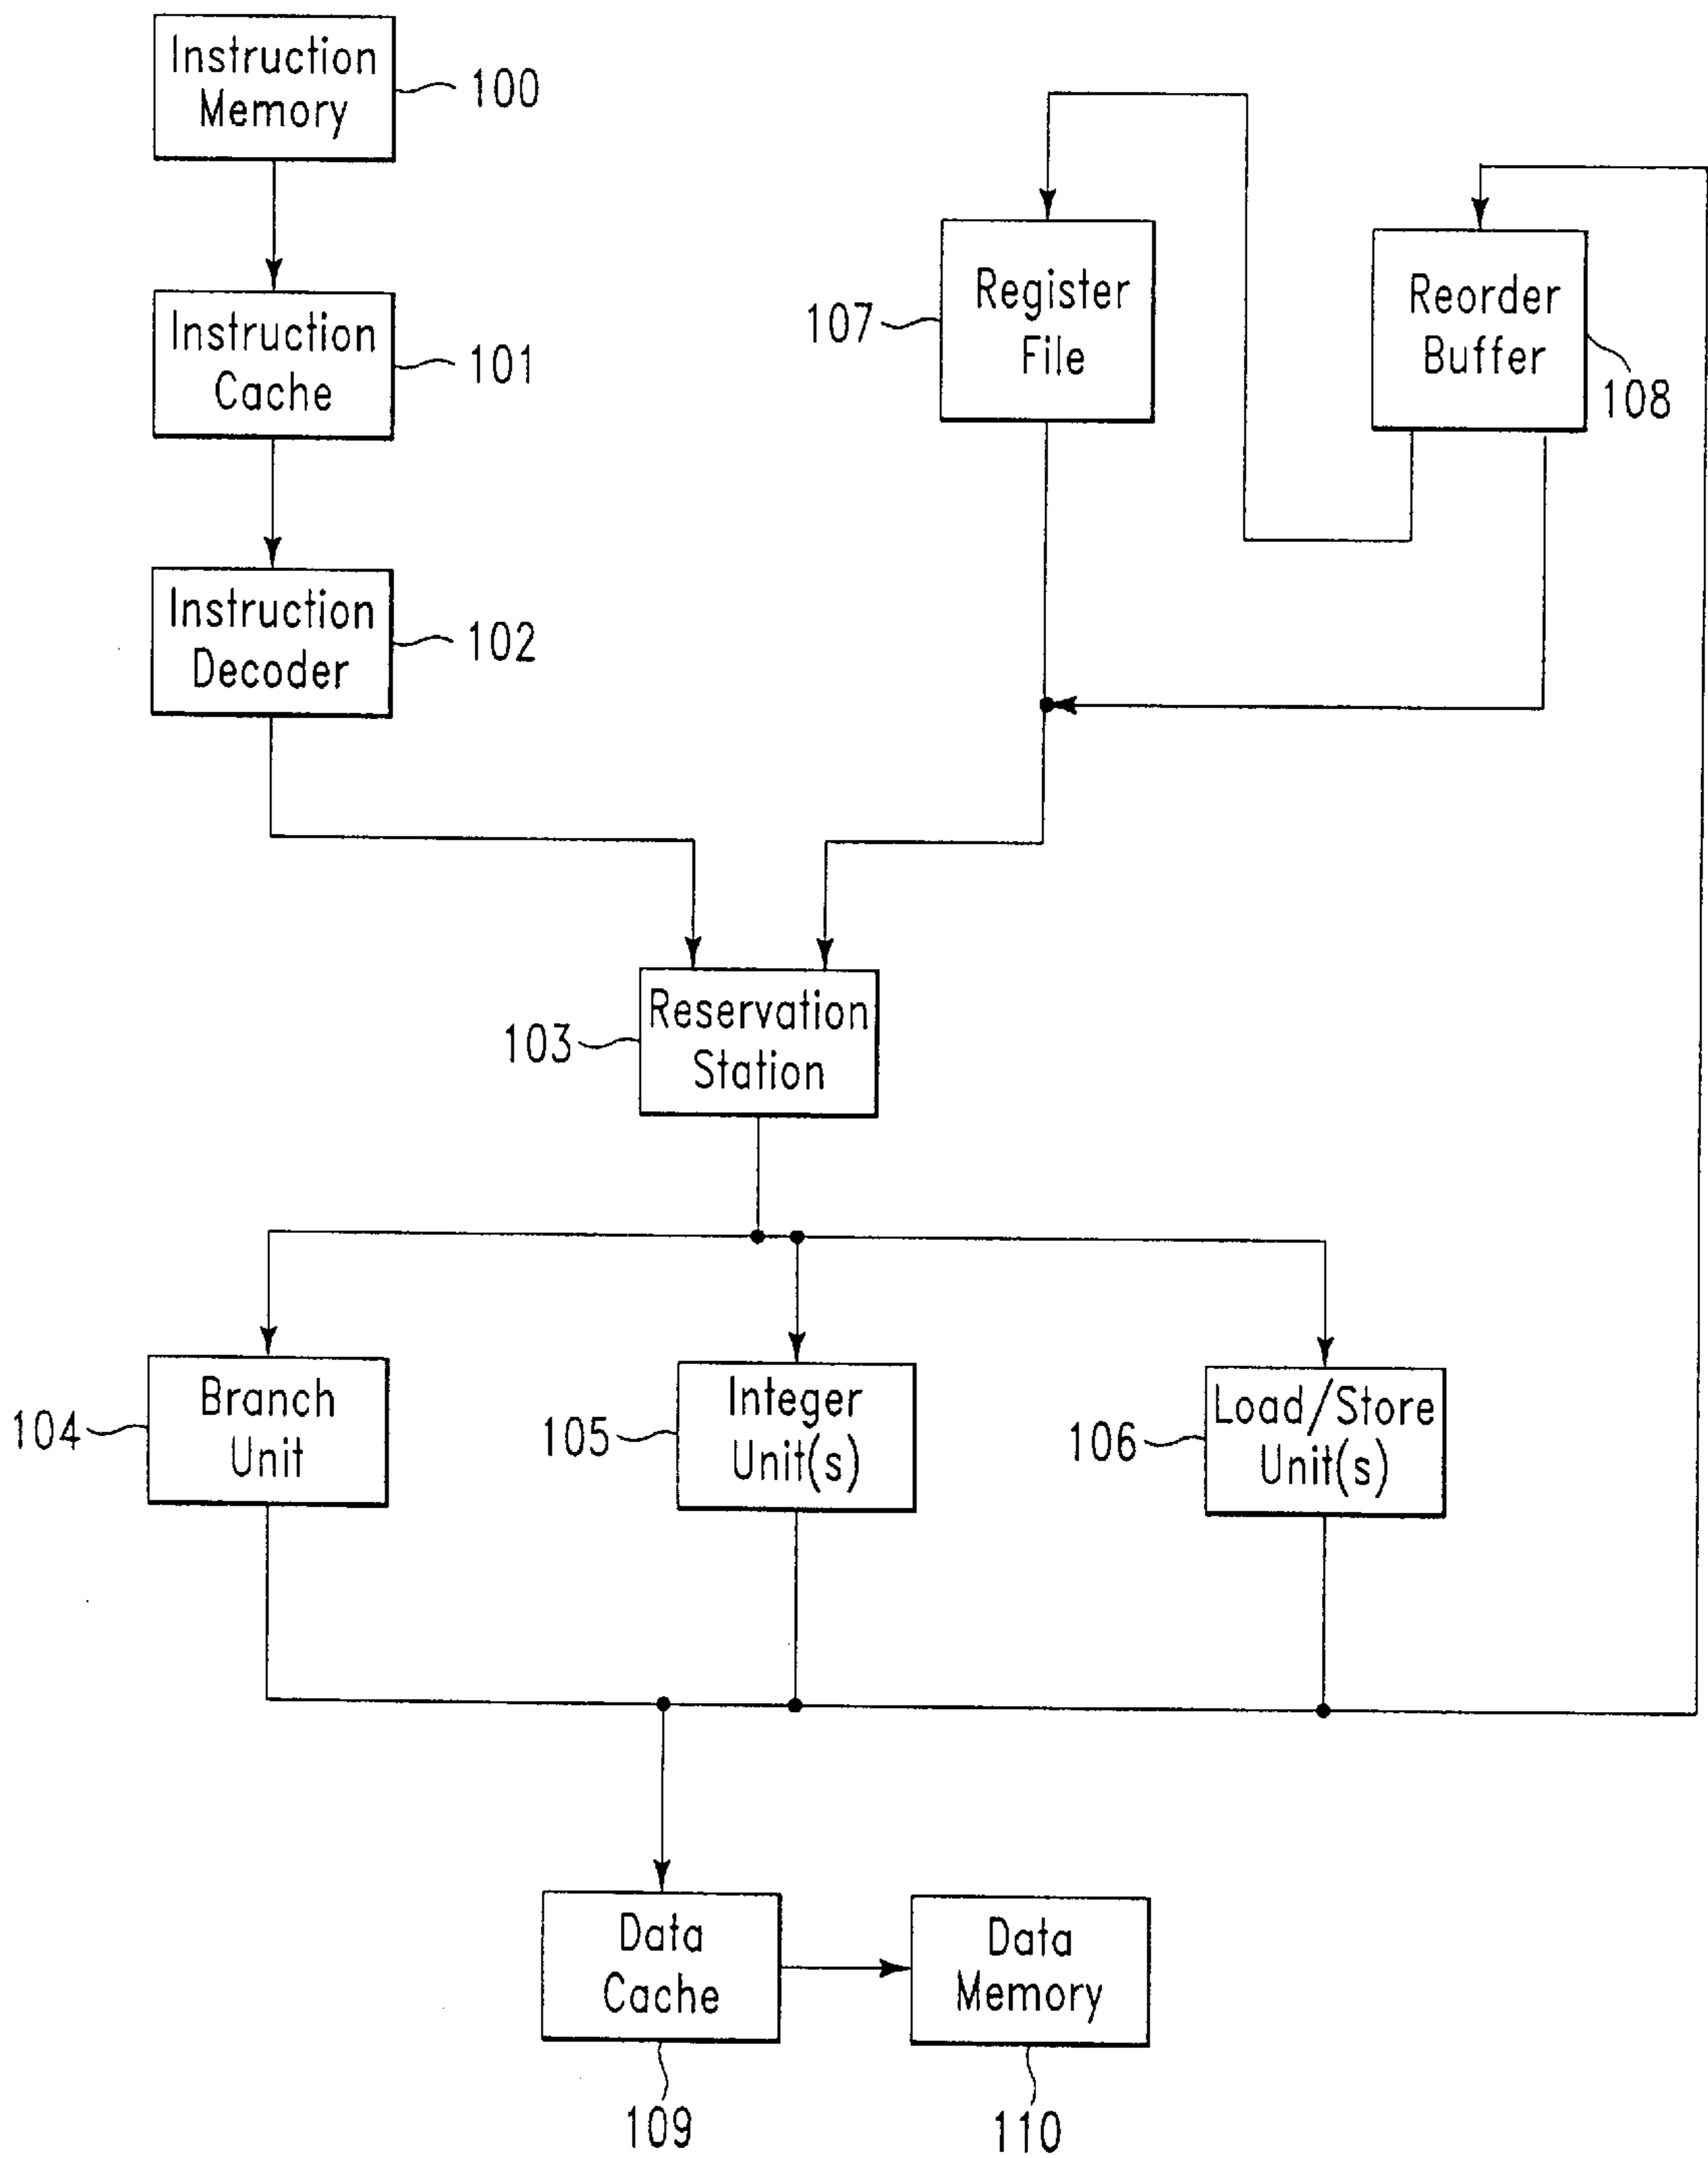 Instruction
Memory
100
Instruction
Cache
101
Register
File
107
Reorder
Buffer
108
Instruction
Decoder
102
Reservation
Station
103
Branch
Unit
104
Integer
Unit(s)
105
Load/Store
Unit(s)
106
Data
Cache
109
Data
Memory
110